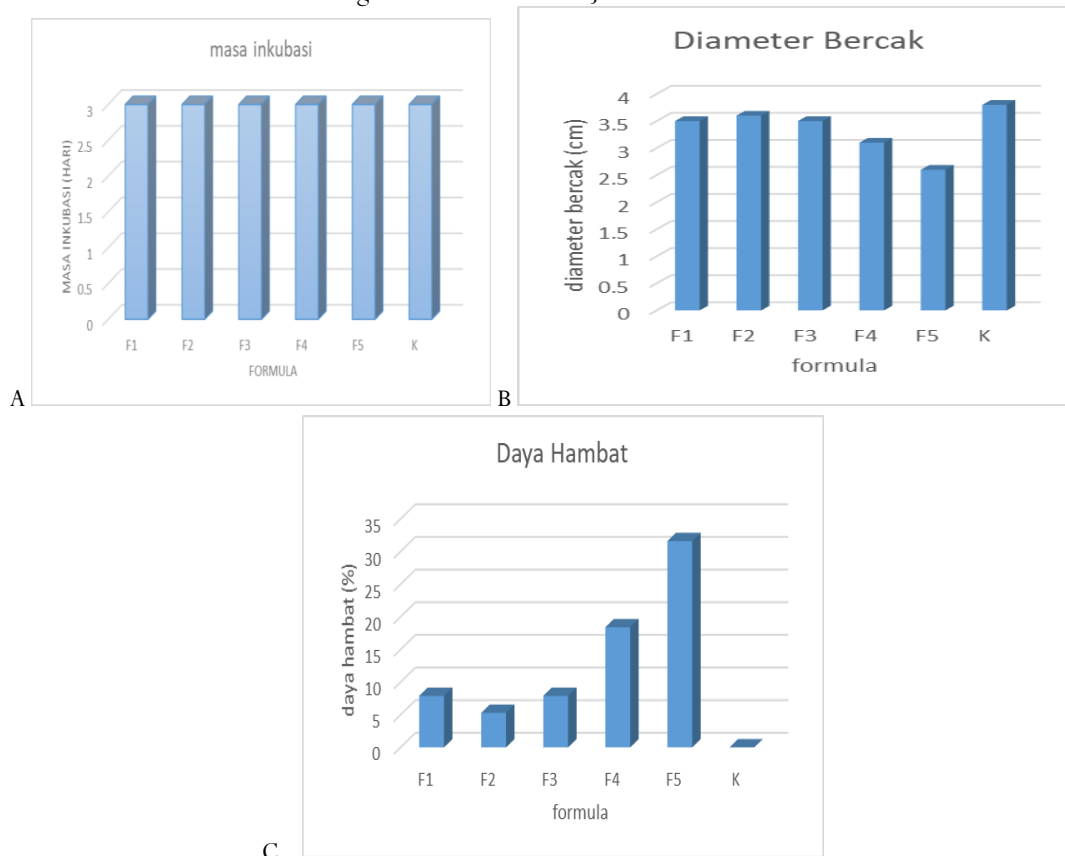 masa inkubasi
MASA INKUBASI (HARI)
3
2.5
2
1.5
1
0.5
0
F1 F2 F3 F4 F5 K
FORMULA
A
Diameter Bercak
diameter bercak (cm)
4
3.5
3
2.5
2
1.5
1
0.5
0
F1 F2 F3 F4 F5 K
formula
B
Daya Hambat
daya hambat (%)
35
30
25
20
15
10
5
0
F1 F2 F3 F4 F5 K
formula
C